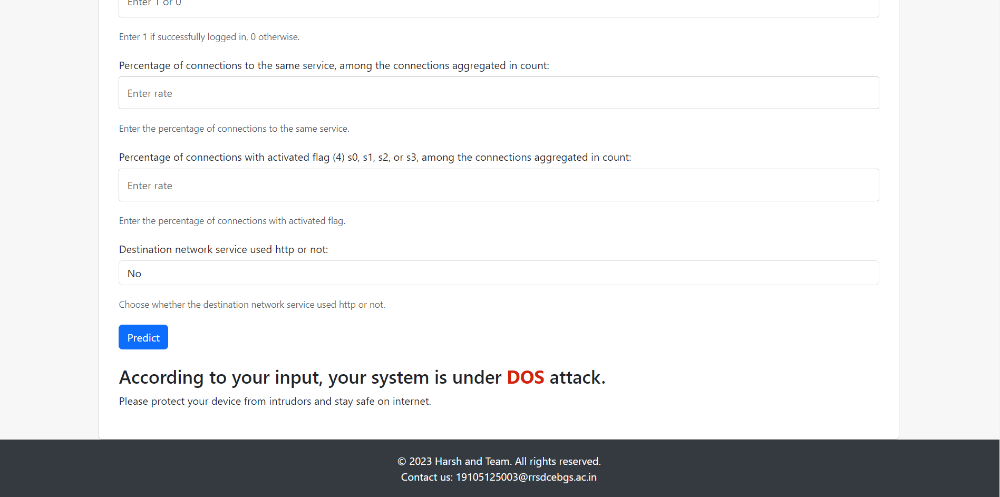 Enter 1 or 0
Enter 1 if successfully logged in, 0 otherwise.
Percentage of connections to the same service, among the connections aggregated in count:
Enter rate
Enter the percentage of connections to the same service.
Percentage of connections with activated flag (4) s0, s1, s2, or s3, among the connections aggregated in count:
Enter rate
Enter the percentage of connections with activated flag.
Destination network service used http or not:
No
Choose whether the destination network service used http or not.
Predict
According to your input, your system is under DOS attack.
Please protect your device from intrudors and stay safe on internet.
© 2023 Harsh and Team. All rights reserved.
Contact us: 19105125003@rrsdcebgs.ac.in